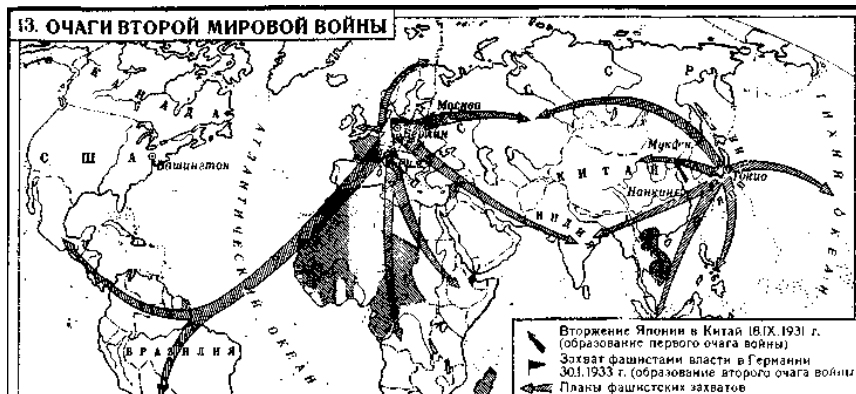 13. ОЧАГИ ВТОРОЙ МИРОВОЙ ВОЙНЫ
КАНАДА
С С С Р
Москва
Берлин
США
Вашингтон
АТЛАНТИЧЕСКИЙ ОКЕАН
Мукден
КИТАЙ
Токио
Нанкин
ТИХИЙ ОКЕАН
ИНДИЯ
БРАЗИЛИЯ
Вторжение Японии в Китай 18.IX.1931 г.
(образование первого очага войны)
Захват фашистами власти в Германии
30.I.1933 г. (образование второго очага войны
Планы фашистских захватов